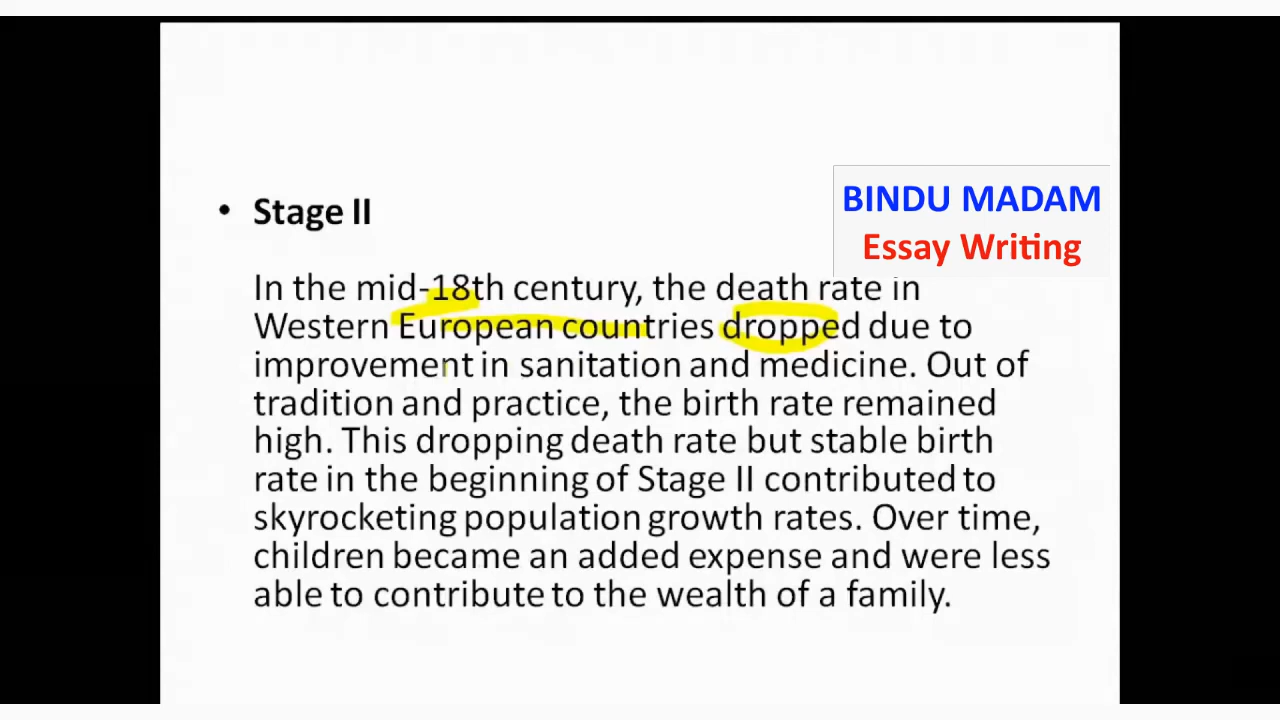 BINDU MADAM
Essay Writing
• Stage II
In the mid-18th century, the death rate in
Western European countries dropped due to
improvement in sanitation and medicine. Out of
tradition and practice, the birth rate remained
high. This dropping death rate but stable birth
rate in the beginning of Stage II contributed to
skyrocketing population growth rates. Over time,
children became an added expense and were less
able to contribute to the wealth of a family.